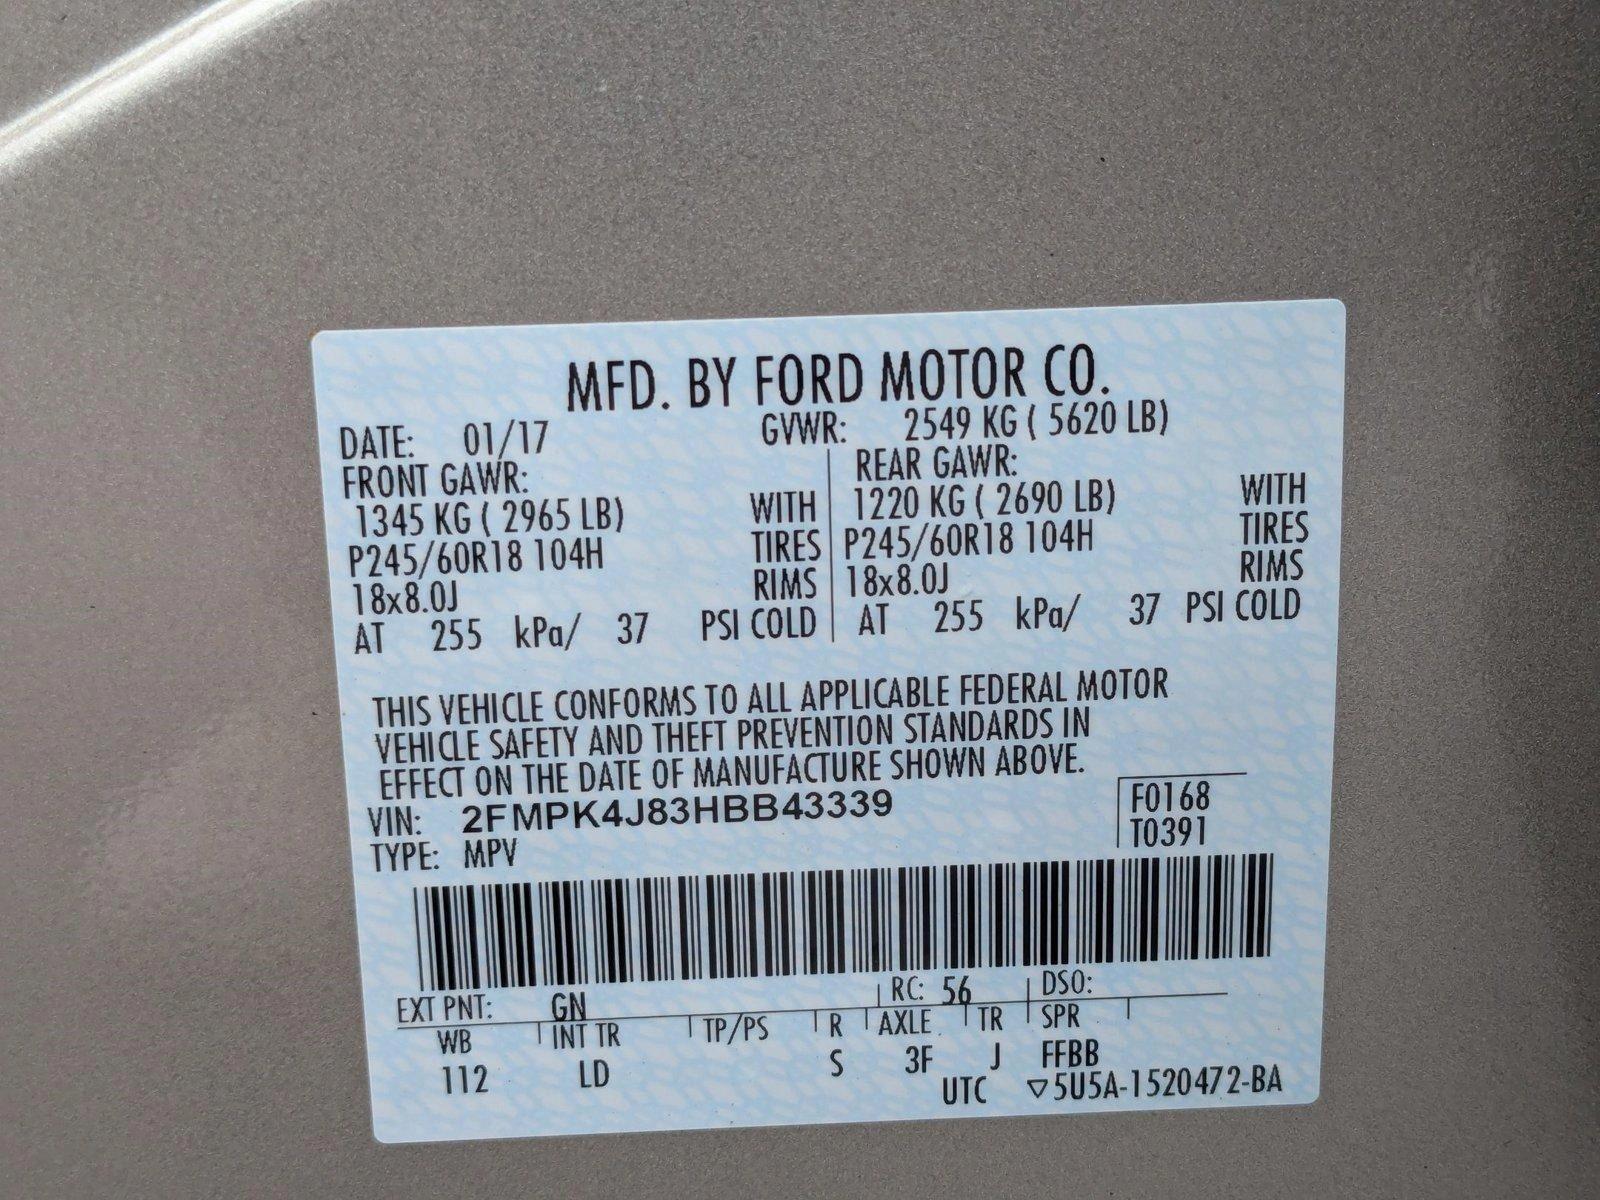 MFD. BY FORD MOTOR CO.
DATE: 01/17 GVWR: 2549 KG ( 5620 LB)
FRONT GAWR: REAR GAWR:
1345 KG ( 2965 LB) WITH 1220 KG ( 2690 LB) WITH
P245/60R18 104H TIRES P245/60R18 104H TIRES
18x8.0J RIMS 18x8.0J RIMS
AT 255 kPa/ 37 PSI COLD AT 255 kPa/ 37 PSI COLD
THIS VEHICLE CONFORMS TO ALL APPLICABLE FEDERAL MOTOR
VEHICLE SAFETY AND THEFT PREVENTION STANDARDS IN
EFFECT ON THE DATE OF MANUFACTURE SHOWN ABOVE.
VIN: 2FMPK4J83HBB43339 F0168
TYPE: MPV T0391
EXT PNT: GN RC: 56 DSO:
WB INT TR TP/PS R AXLE TR SPR
112 LD S 3F J FFBB
UTC ▽5U5A-1520472-BA